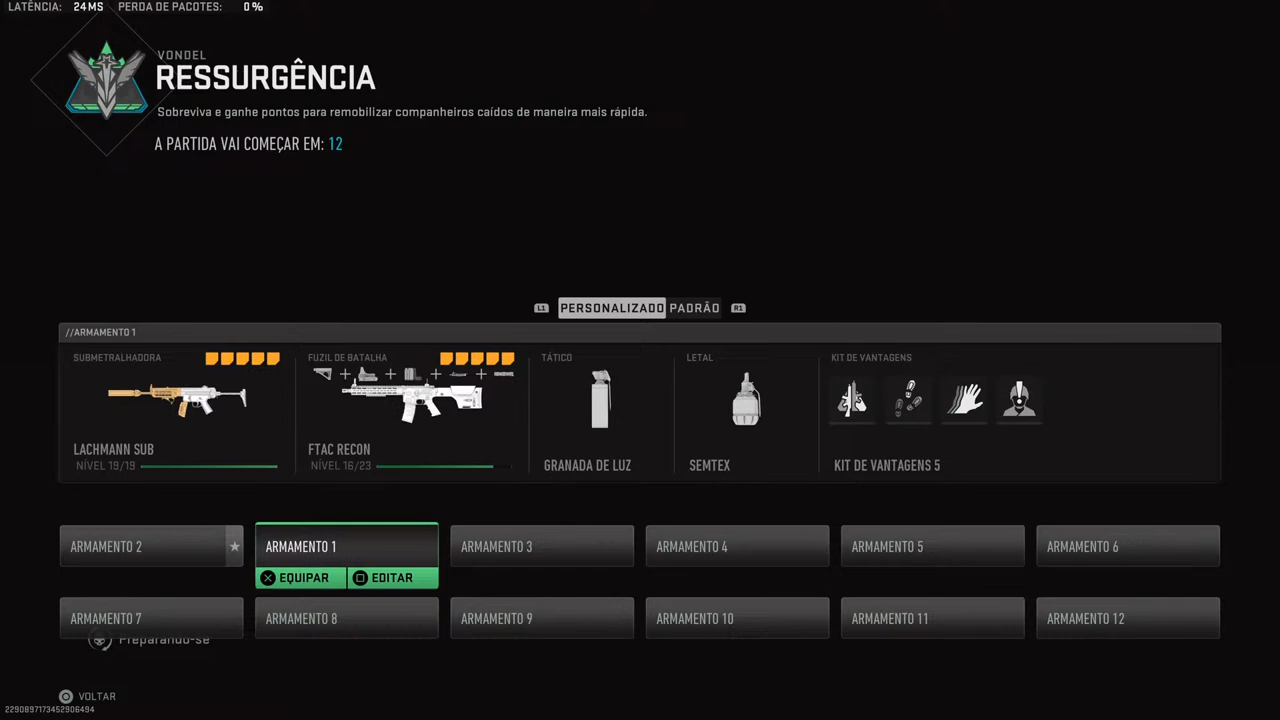 LATÊNCIA: 24MS PERDA DE PACOTES: 0%
VONDEL
RESSURGÊNCIA
Sobreviva e ganhe pontos para remobilizar companheiros caídos de maneira mais rápida.
A PARTIDA VAI COMEÇAR EM: 12
L1 PERSONALIZADO PADRÃO R1
//ARMAMENTO 1
SUBMETRALHADORA FUZIL DE BATALHA TÁTICO LETAL KIT DE VANTAGENS
LACHMANN SUB FTAC RECON
NÍVEL 19/19 NÍVEL 16/23 GRANADA DE LUZ SEMTEX KIT DE VANTAGENS 5
ARMAMENTO 2 ARMAMENTO 1 ARMAMENTO 3 ARMAMENTO 4 ARMAMENTO 5 ARMAMENTO 6
EQUIPAR EDITAR
ARMAMENTO 7 ARMAMENTO 8 ARMAMENTO 9 ARMAMENTO 10 ARMAMENTO 11 ARMAMENTO 12
Preparando-se
VOLTAR
2290897173452906494